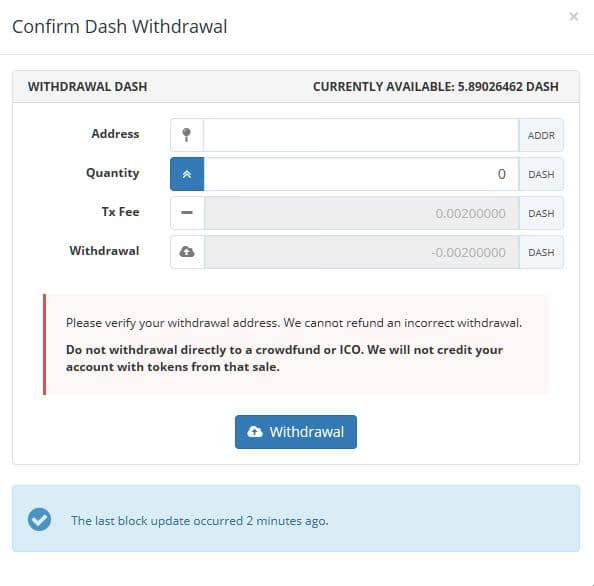 Confirm Dash Withdrawal
×
WITHDRAWAL DASH CURRENTLY AVAILABLE: 5.89026462 DASH
Address ADDR
Quantity 0 DASH
Tx Fee 0.00200000 DASH
Withdrawal -0.00200000 DASH
Please verify your withdrawal address. We cannot refund an incorrect withdrawal.
Do not withdrawal directly to a crowdfund or ICO. We will not credit your
account with tokens from that sale.
Withdrawal
The last block update occurred 2 minutes ago.